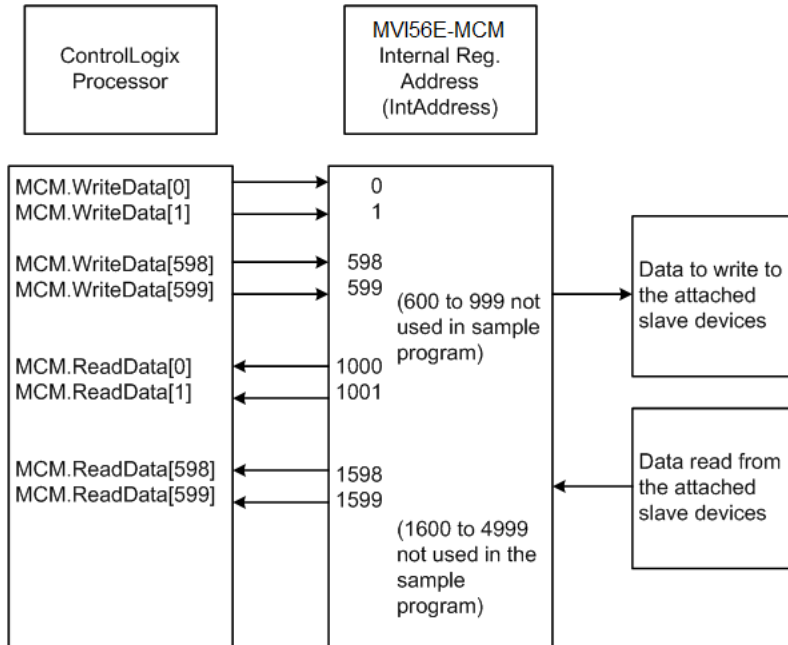 ControlLogix
Processor
MVI56E-MCM
Internal Reg.
Address
(IntAddress)
MCM.WriteData[0]
MCM.WriteData[1]
MCM.WriteData[598]
MCM.WriteData[599]
MCM.ReadData[0]
MCM.ReadData[1]
MCM.ReadData[598]
MCM.ReadData[599]
0
1
598
599
(600 to 999 not
used in sample
program)
1000
1001
1598
1599
(1600 to 4999
not used in the
sample
program)
Data to write to
the attached
slave devices
Data read from
the attached
slave devices